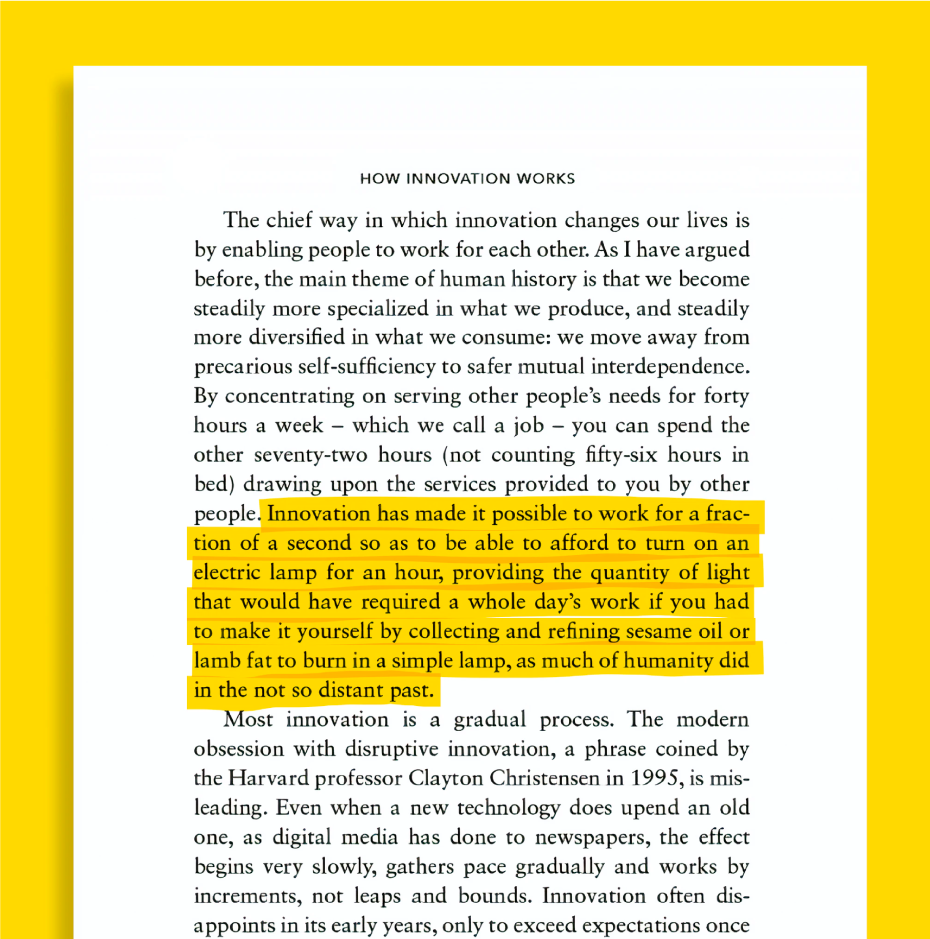 HOW INNOVATION WORKS
The chief way in which innovation changes our lives is
by enabling people to work for each other. As I have argued
before, the main theme of human history is that we become
steadily more specialized in what we produce, and steadily
more diversified in what we consume: we move away from
precarious self-sufficiency to safer mutual interdependence.
By concentrating on serving other people's needs for forty
hours a week – which we call a job – you can spend the
other seventy-two hours (not counting fifty-six hours in
bed) drawing upon the services provided to you by other
people. Innovation has made it possible to work for a frac-
tion of a second so as to be able to afford to turn on an
electric lamp for an hour, providing the quantity of light
that would have required a whole day's work if you had
to make it yourself by collecting and refining sesame oil or
lamb fat to burn in a simple lamp, as much of humanity did
in the not so distant past.
Most innovation is a gradual process. The modern
obsession with disruptive innovation, a phrase coined by
the Harvard professor Clayton Christensen in 1995, is mis-
leading. Even when a new technology does upend an old
one, as digital media has done to newspapers, the effect
begins very slowly, gathers pace gradually and works by
increments, not leaps and bounds. Innovation often dis-
appoints in its early years, only to exceed expectations once